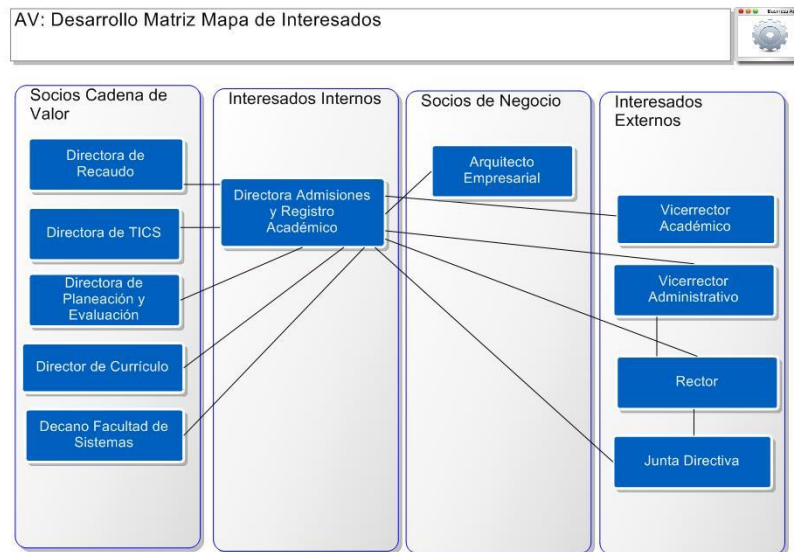 AV: Desarrollo Matriz Mapa de Interesados
Socios Cadena de
Valor
Directora de
Recaudo
Directora de TICS
Directora de
Planeación y
Evaluación
Director de Currículo
Decano Facultad de
Sistemas
Interesados Internos
Directora Admisiones
y Registro
Académico
Socios de Negocio
Arquitecto
Empresarial
Interesados
Externos
Vicerrector
Académico
Vicerrector
Administrativo
Rector
Junta Directiva